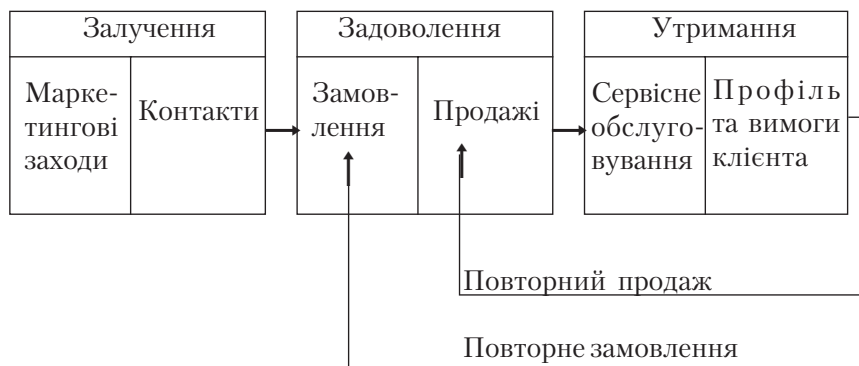 Залучення
Марке-
тингові
заходи
Контакти
Задоволення
Замов-
лення
Продажі
Утримання
Сервісне
обслуго-
вування
Профіль
та вимоги
клієнта
Повторний продаж
Повторне замовлення